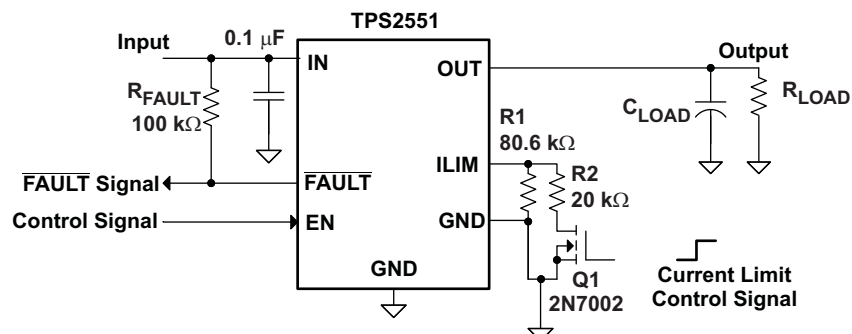 TPS2551
Input
0.1 μF
IN
OUT
Output
R_FAULT
100 kΩ
C_LOAD
R_LOAD
R1
80.6 kΩ
ILIM
R2
20 kΩ
FAULT Signal
FAULT
Control Signal
EN
GND
GND
Q1
2N7002
Current Limit
Control Signal